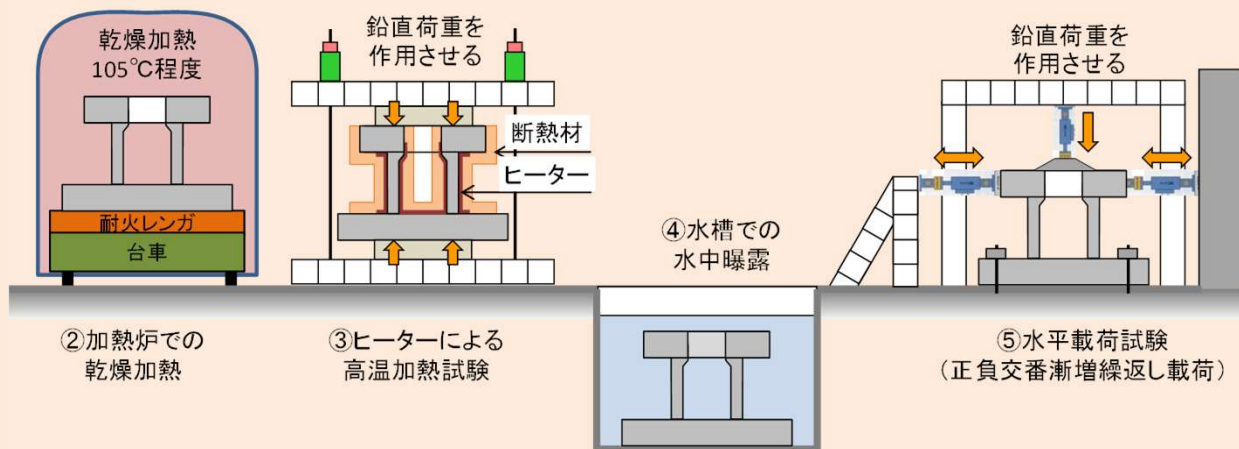 乾燥加熱
105℃程度
耐火レンガ
台車
②加熱炉での
乾燥加熱
鉛直荷重を
作用させる
断熱材
ヒーター
③ヒーターによる
高温加熱試験
④水槽での
水中曝露
鉛直荷重を
作用させる
⑤水平載荷試験
（正負交番漸増繰返し載荷）